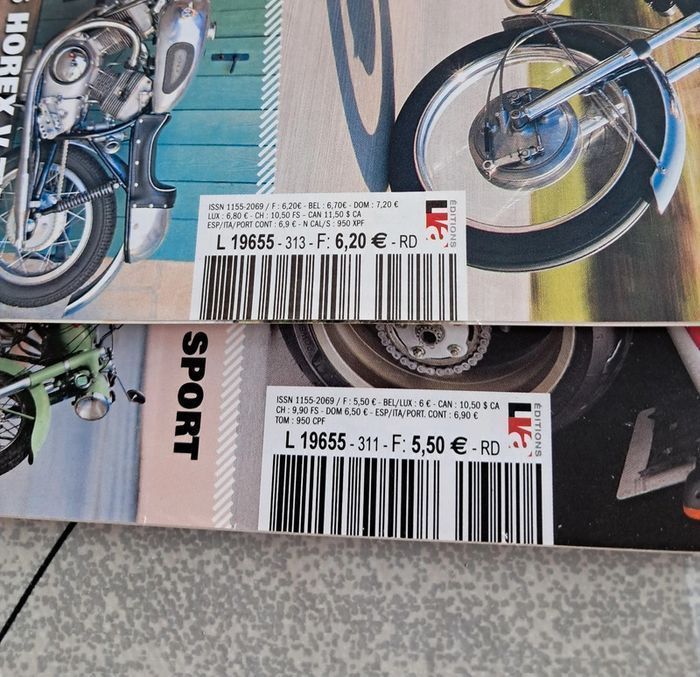 HOREX V
ISSN 1155-2069 / F : 6,20€ - BEL : 6,70€ - DOM : 7,20 €
LUX : 6,80 € - CH : 10,50 FS - CAN 11,50 $ CA
ESP/ITA/PORT CONT : 6,9 € - N CAL/S : 950 XPF
L 19655 - 313 - F: 6,20 € - RD
LVA ÉDITIONS
SPORT
ISSN 1155-2069 / F : 5,50€ - BEL/LUX : 6 € - CAN : 10,50 $ CA
CH : 9,90 FS - DOM 6,50 € - ESP/ITA/PORT. CONT : 6,90 €
TOM : 950 CPF
L 19655 - 311 - F: 5,50 € - RD
LVA ÉDITIONS